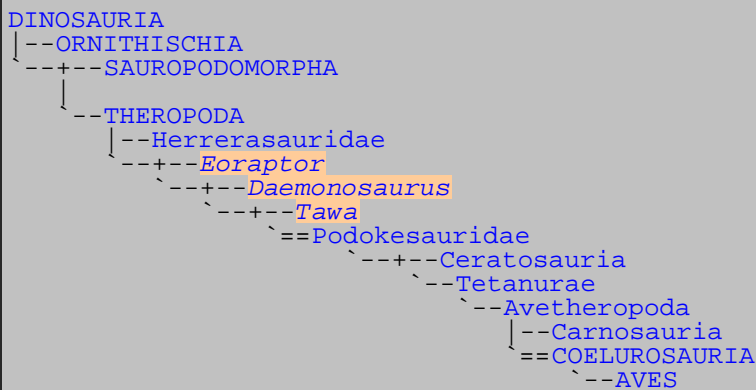 DINOSAURIA
|--ORNITHISCHIA
`--+--SAUROPODOMORPHA
   |
   `--THEROPODA
      |--Herrerasauridae
      `--+--Eoraptor
         `--+--Daemonosaurus
            `--+--Tawa
               `==Podokesauridae
                    `--+--Ceratosauria
                       `--Tetanurae
                          `--Avetheropoda
                             |--Carnosauria
                             `==COELUROSAURIA
                                 `--AVES